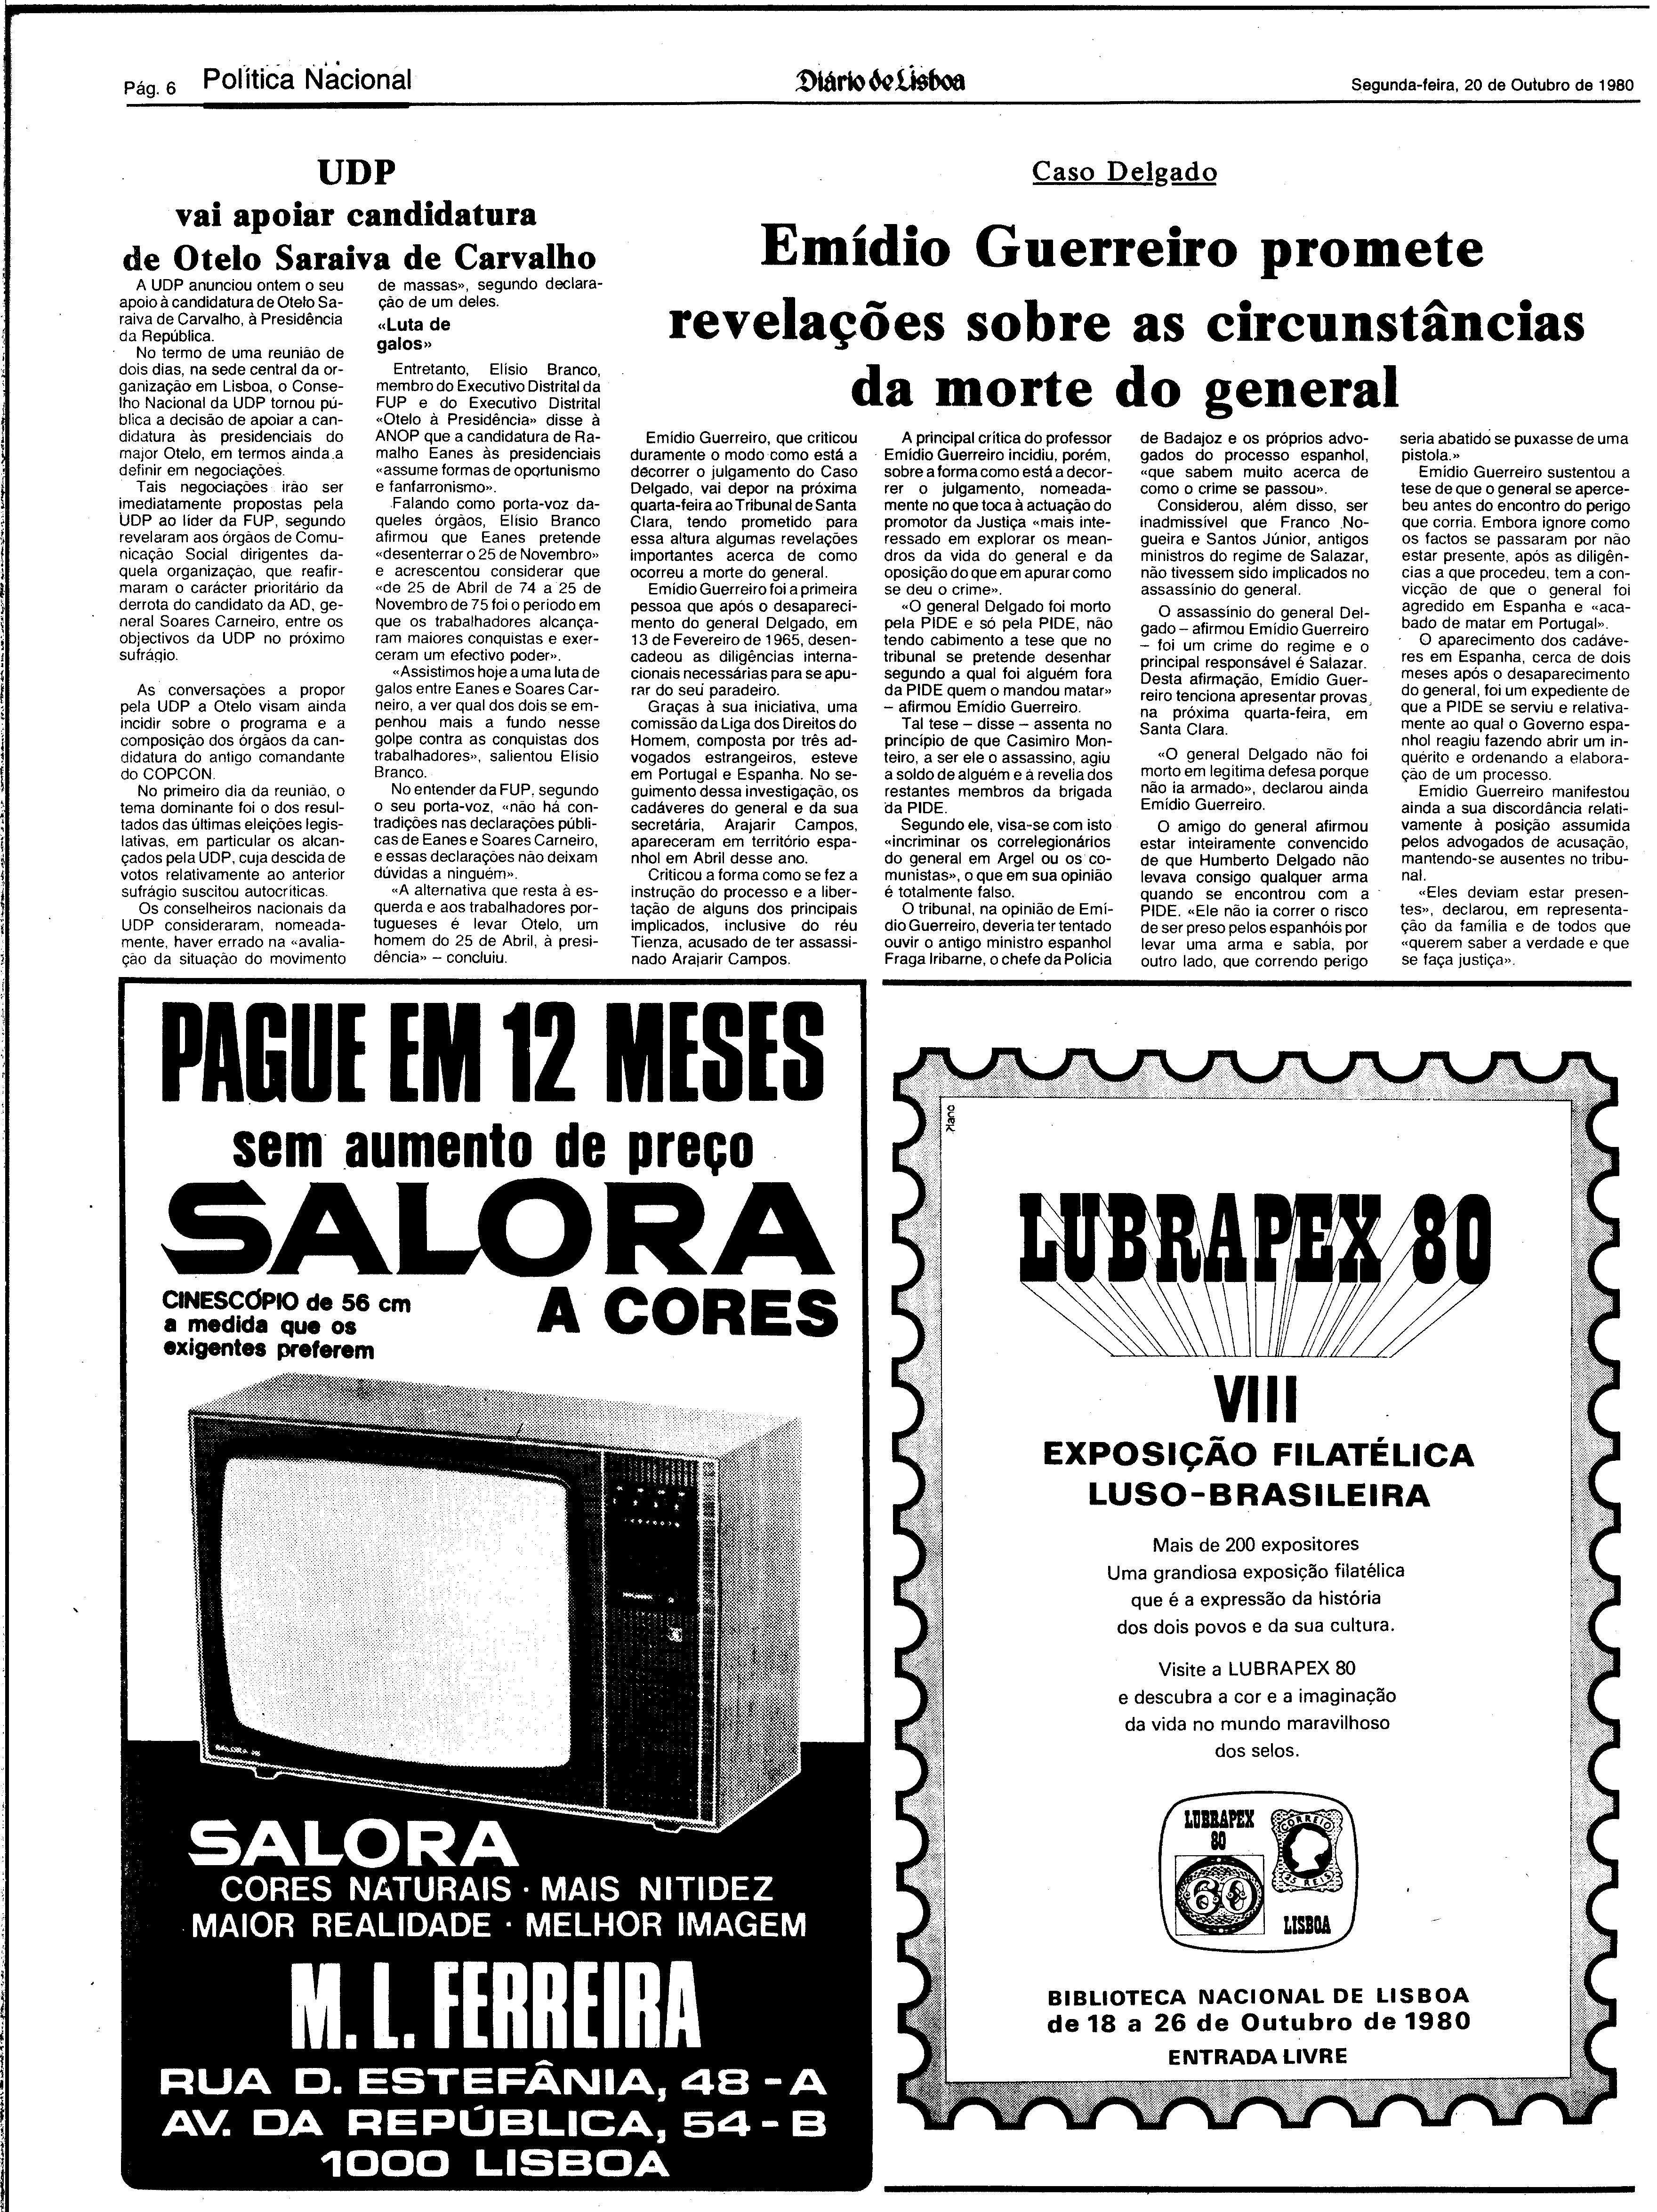 Pág. 6 Política Nacional
Diário de Lisboa
Segunda-feira, 20 de Outubro de 1980
UDP
vai apoiar candidatura
de Otelo Saraiva de Carvalho
A UDP anunciou ontem o seu
apoio à candidatura de Otelo Sa-
raiva de Carvalho, à Presidência
da República.
No termo de uma reunião de
dois dias, na sede central da or-
ganização em Lisboa, o Conse-
lho Nacional da UDP tornou pú-
blica a decisão de apoiar a can-
didatura às presidenciais do
major Otelo, em termos ainda a
definir em negociações.
Tais negociações irão ser
imediatamente propostas pela
UDP ao líder da FUP, segundo
revelaram aos órgãos de Comu-
nicação Social dirigentes da-
quela organização, que reafir-
maram o carácter prioritário da
derrota do candidato da AD, ge-
neral Soares Carneiro, entre os
objectivos da UDP no próximo
sufrágio.
As conversações a propor
pela UDP a Otelo visam ainda
incidir sobre o programa e a
composição dos órgãos da can-
didatura do antigo comandante
do COPCON.
No primeiro dia da reunião, o
tema dominante foi o dos resul-
tados das últimas eleições legis-
lativas, em particular os alcan-
çados pela UDP, cuja descida de
votos relativamente ao anterior
sufrágio suscitou autocríticas.
Os conselheiros nacionais da
UDP consideraram, nomeada-
mente, haver errado na «avalia-
ção da situação do movimento
de massas», segundo declara-
ção de um deles.
«Luta de
galos»
Entretanto, Elísio Branco,
membro do Executivo Distrital da
FUP e do Executivo Distrital
«Otelo à Presidência» disse à
ANOP que a candidatura de Ra-
malho Eanes às presidenciais
«assume formas de oportunismo
e fanfarronismo».
Falando como porta-voz da-
queles órgãos, Elísio Branco
afirmou que Eanes pretende
«desenterrar o 25 de Novembro»
e acrescentou considerar que
«de 25 de Abril de 74 a 25 de
Novembro de 75 foi o período em
que os trabalhadores alcança-
ram maiores conquistas e exer-
ceram um efectivo poder».
«Assistimos hoje a uma luta de
galos entre Eanes e Soares Car-
neiro, a ver qual dos dois se em-
penhou mais a fundo nesse
golpe contra as conquistas dos
trabalhadores», salientou Elísio
Branco.
No entender da FUP, segundo
o seu porta-voz, «não há con-
tradições nas declarações públi-
cas de Eanes e Soares Carneiro,
e essas declarações não deixam
dúvidas a ninguém».
«A alternativa que resta à es-
querda e aos trabalhadores por-
tugueses é levar Otelo, um
homem do 25 de Abril, à presi-
dência» – concluiu.
Caso Delgado
Emídio Guerreiro promete
revelações sobre as circunstâncias
da morte do general
Emídio Guerreiro, que criticou
duramente o modo como está a
decorrer o julgamento do Caso
Delgado, vai depor na próxima
quarta-feira ao Tribunal de Santa
Clara, tendo prometido para
essa altura algumas revelações
importantes acerca de como
ocorreu a morte do general.
Emídio Guerreiro foi a primeira
pessoa que após o desapareci-
mento do general Delgado, em
13 de Fevereiro de 1965, desen-
cadeou as diligências interna-
cionais necessárias para se apu-
rar do seu paradeiro.
Graças à sua iniciativa, uma
comissão da Liga dos Direitos do
Homem, composta por três ad-
vogados estrangeiros, esteve
em Portugal e Espanha. No se-
guimento dessa investigação, os
cadáveres do general e da sua
secretária, Arajarir Campos,
apareceram em território espa-
nhol em Abril desse ano.
Criticou a forma como se fez a
instrução do processo e a liber-
tação de alguns dos principais
implicados, inclusive do réu
Tienza, acusado de ter assassi-
nado Arajarir Campos.
A principal crítica do professor
Emídio Guerreiro incidiu, porém,
sobre a forma como está a decor-
rer o julgamento, nomeada-
mente no que toca à actuação do
promotor da Justiça «mais inte-
ressado em explorar os mean-
dros da vida do general e da
oposição do que em apurar como
se deu o crime».
«O general Delgado foi morto
pela PIDE e só pela PIDE, não
tendo cabimento a tese que no
tribunal se pretende desenhar
segundo a qual foi alguém fora
da PIDE quem o mandou matar»
– afirmou Emídio Guerreiro.
Tal tese – disse – assenta no
princípio de que Casimiro Mon-
teiro, a ser ele o assassino, agiu
a soldo de alguém e à revelia dos
restantes membros da brigada
da PIDE.
Segundo ele, visa-se com isto
«incriminar os correlegionários
do general em Argel ou os co-
munistas», o que em sua opinião
é totalmente falso.
O tribunal, na opinião de Emí-
dio Guerreiro, deveria ter tentado
ouvir o antigo ministro espanhol
Fraga Iribarne, o chefe da Polícia
de Badajoz e os próprios advo-
gados do processo espanhol,
«que sabem muito acerca de
como o crime se passou».
Considerou, além disso, ser
inadmissível que Franco No-
gueira e Santos Júnior, antigos
ministros do regime de Salazar,
não tivessem sido implicados no
assassínio do general.
O assassínio do general Del-
gado – afirmou Emídio Guerreiro
– foi um crime do regime e o
principal responsável é Salazar.
Desta afirmação, Emídio Guer-
reiro tenciona apresentar provas,
na próxima quarta-feira, em
Santa Clara.
«O general Delgado não foi
morto em legítima defesa porque
não ia armado», declarou ainda
Emídio Guerreiro.
O amigo do general afirmou
estar inteiramente convencido
de que Humberto Delgado não
levava consigo qualquer arma
quando se encontrou com a
PIDE. «Ele não ia correr o risco
de ser preso pelos espanhóis por
levar uma arma e sabia, por
outro lado, que correndo perigo
seria abatido se puxasse de uma
pistola.»
Emídio Guerreiro sustentou a
tese de que o general se aperce-
beu antes do encontro do perigo
que corria. Embora ignore como
os factos se passaram por não
estar presente, após as diligên-
cias a que procedeu, tem a con-
vicção de que o general foi
agredido em Espanha e «aca-
bado de matar em Portugal».
O aparecimento dos cadáve-
res em Espanha, cerca de dois
meses após o desaparecimento
do general, foi um expediente de
que a PIDE se serviu e relativa-
mente ao qual o Governo espa-
nhol reagiu fazendo abrir um in-
quérito e ordenando a elabora-
ção de um processo.
Emídio Guerreiro manifestou
ainda a sua discordância relati-
vamente à posição assumida
pelos advogados de acusação,
mantendo-se ausentes no tribu-
nal.
«Eles deviam estar presen-
tes», declarou, em representa-
ção da família e de todos que
«querem saber a verdade e que
se faça justiça».
PAGUE EM 12 MESES
sem aumento de preço
SALORA
A CORES
CINESCÓPIO de 56 cm
a medida que os
exigentes preferem
SALORA
SALORA
CORES NATURAIS · MAIS NITIDEZ
MAIOR REALIDADE · MELHOR IMAGEM
M. L. FERREIRA
RUA D. ESTEFÂNIA, 48 - A
AV. DA REPÚBLICA, 54 - B
1000 LISBOA
Plano
LUBRAPEX 80
VIII
EXPOSIÇÃO FILATÉLICA
LUSO-BRASILEIRA
Mais de 200 expositores
Uma grandiosa exposição filatélica
que é a expressão da história
dos dois povos e da sua cultura.
Visite a LUBRAPEX 80
e descubra a cor e a imaginação
da vida no mundo maravilhoso
dos selos.
LUBRAPEX
80
CORREIO
25 REIS
60
LISBOA
BIBLIOTECA NACIONAL DE LISBOA
de 18 a 26 de Outubro de 1980
ENTRADA LIVRE